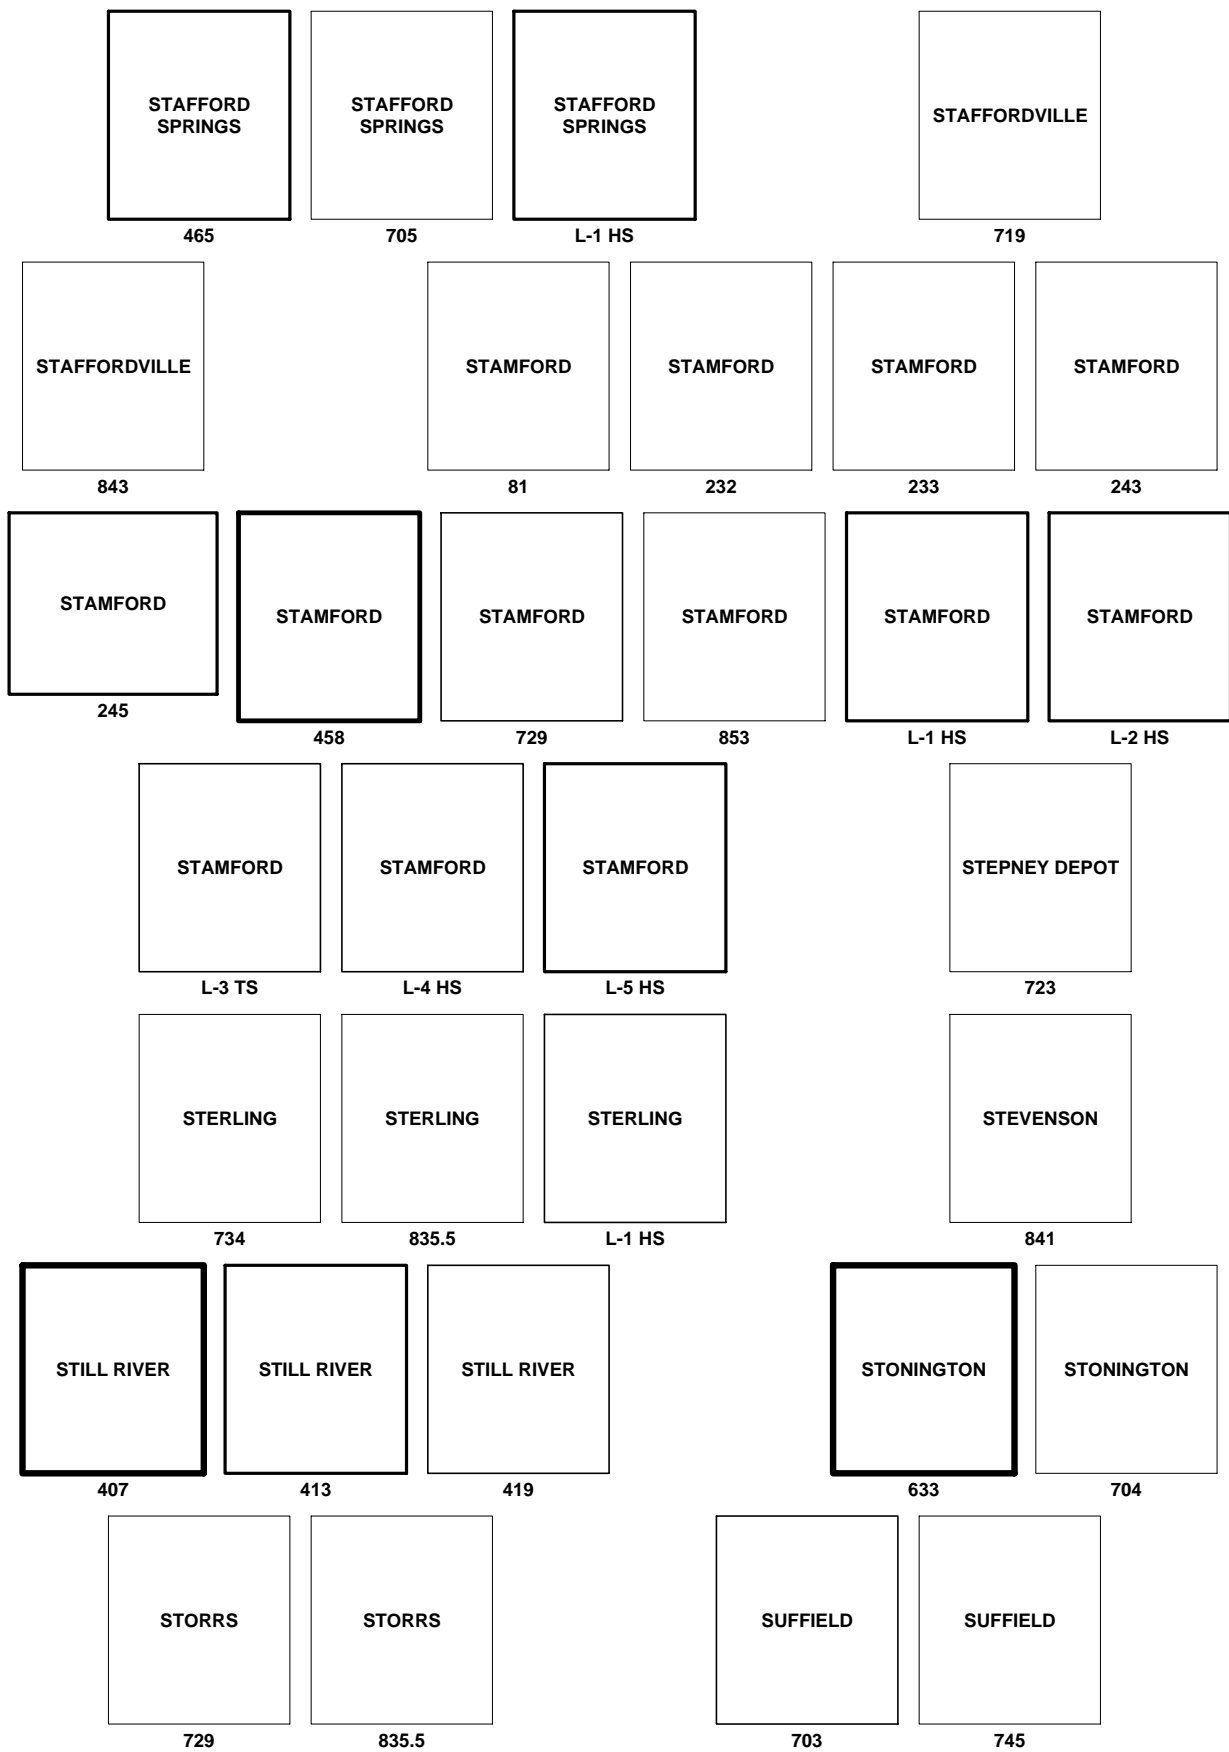 STAFFORD
SPRINGS
465
STAFFORD
SPRINGS
705
STAFFORD
SPRINGS
L-1 HS
STAFFORDVILLE
719
STAFFORDVILLE
843
STAMFORD
81
STAMFORD
232
STAMFORD
233
STAMFORD
243
STAMFORD
245
STAMFORD
458
STAMFORD
729
STAMFORD
853
STAMFORD
L-1 HS
STAMFORD
L-2 HS
STAMFORD
L-3 TS
STAMFORD
L-4 HS
STAMFORD
L-5 HS
STEPNEY DEPOT
723
STERLING
734
STERLING
835.5
STERLING
L-1 HS
STEVENSON
841
STILL RIVER
407
STILL RIVER
413
STILL RIVER
419
STONINGTON
633
STONINGTON
704
STORRS
729
STORRS
835.5
SUFFIELD
703
SUFFIELD
745